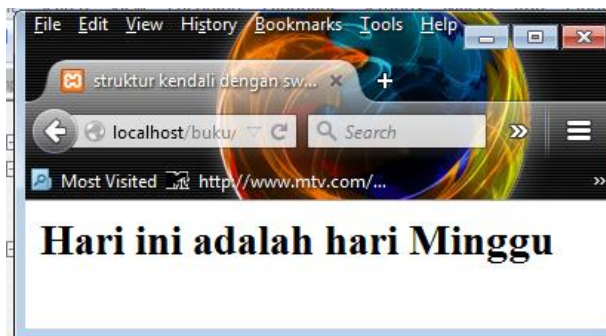 File Edit View History Bookmarks Tools Help
struktur kendali dengan sw...
localhost/buku/ Search
Most Visited http://www.mtv.com/...
Hari ini adalah hari Minggu